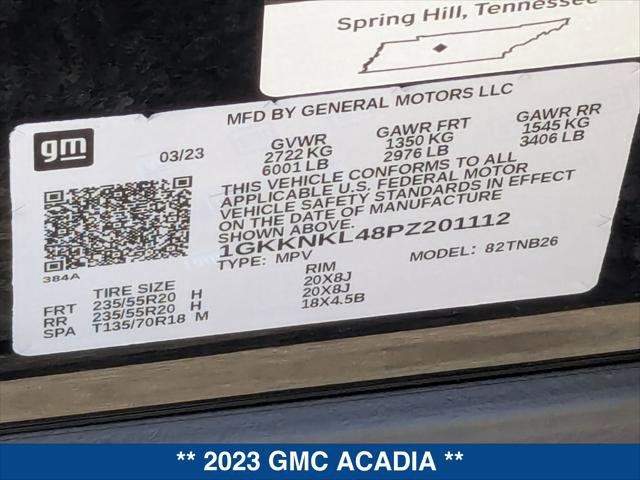 Spring Hill, Tennessee
MFD BY GENERAL MOTORS LLC
gm
03/23
GVWR
2722 KG
6001 LB
GAWR FRT
1350 KG
2976 LB
GAWR RR
1545 KG
3406 LB
THIS VEHICLE CONFORMS TO ALL
APPLICABLE U.S. FEDERAL MOTOR
VEHICLE SAFETY STANDARDS IN EFFECT
ON THE DATE OF MANUFACTURE
SHOWN ABOVE.
1GKKNKL48PZ201112
TYPE: MPV
MODEL: 82TNB26
384A
TIRE SIZE RIM
FRT 235/55R20 H 20X8J
RR 235/55R20 H 20X8J
SPA T135/70R18 M 18X4.5B
** 2023 GMC ACADIA **